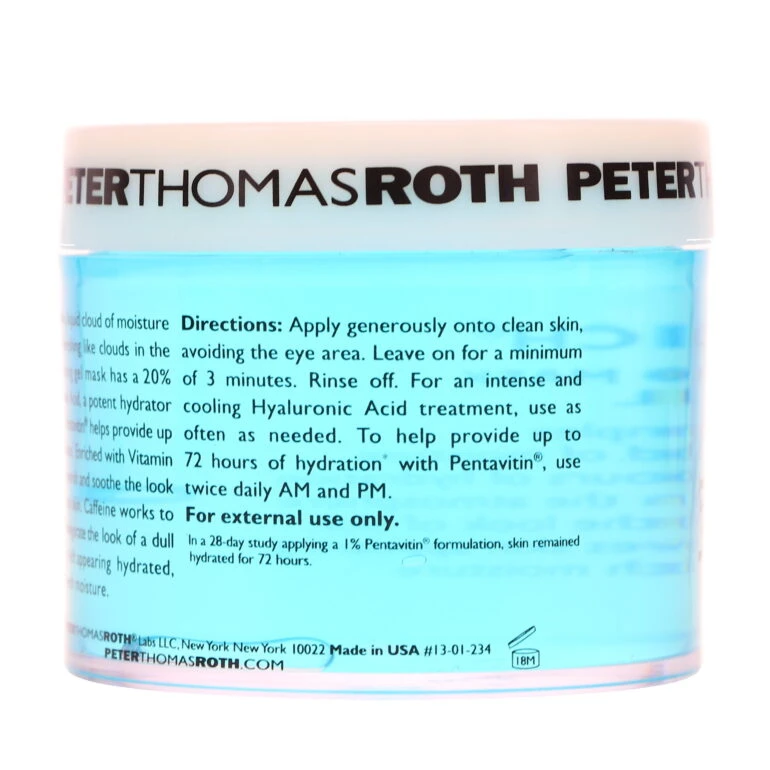 ETERTHOMASROTH PETERT
cloud of moisture
like clouds in the
gel mask has a 20%
a potent hydrator
helps provide up
Enriched with Vitamin
and soothe the look
Caffeine works to
the look of a dull
appearing hydrated,
moisture.
Directions: Apply generously onto clean skin,
avoiding the eye area. Leave on for a minimum
of 3 minutes. Rinse off. For an intense and
cooling Hyaluronic Acid treatment, use as
often as needed. To help provide up to
72 hours of hydration* with Pentavitin®, use
twice daily AM and PM.
For external use only.
In a 28-day study applying a 1% Pentavitin® formulation, skin remained
hydrated for 72 hours.
THOMASROTH® Labs LLC, New York New York 10022 Made in USA #13-01-234
PETERTHOMASROTH.COM
18M